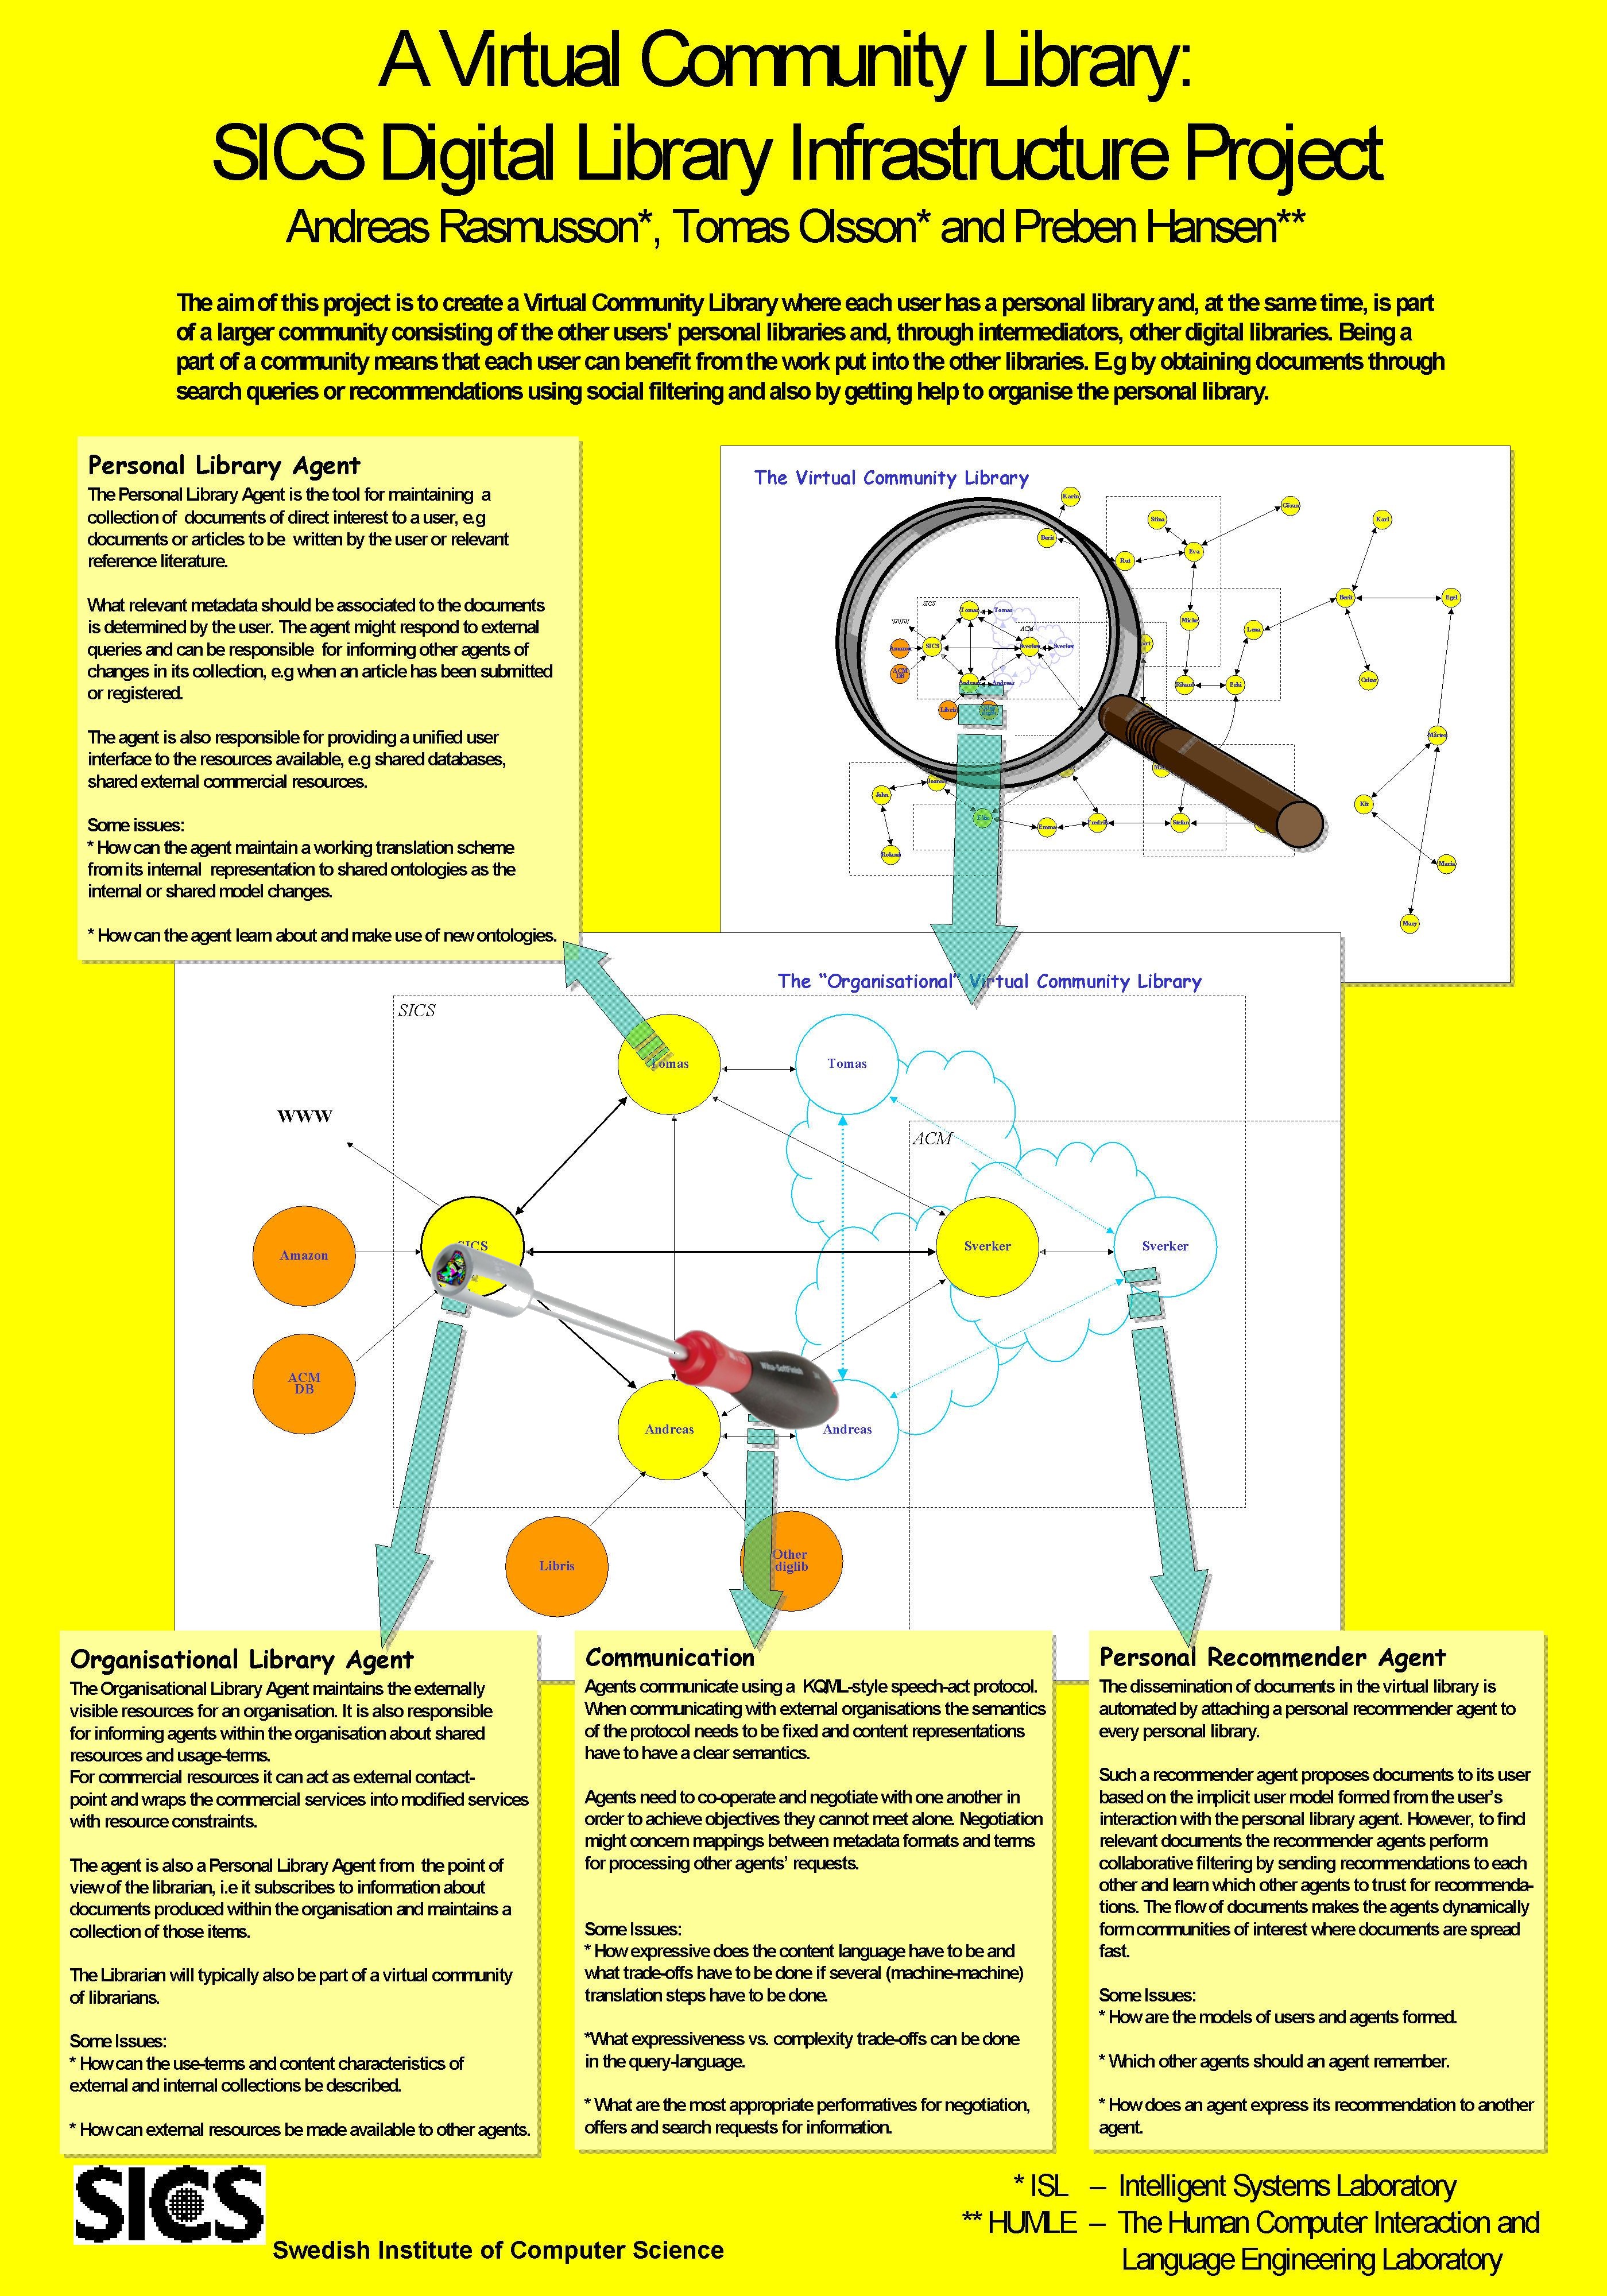 A Virtual Community Library:
SICS Digital Library Infrastructure Project
Andreas Rasmusson*, Tomas Olsson* and Preben Hansen**
The aim of this project is to create a Virtual Community Library where each user has a personal library and, at the same time, is part
of a larger community consisting of the other users' personal libraries and, through intermediators, other digital libraries. Being a
part of a community means that each user can benefit from the work put into the other libraries. E.g by obtaining documents through
search queries or recommendations using social filtering and also by getting help to organise the personal library.
Personal Library Agent
The Personal Library Agent is the tool for maintaining a
collection of documents of direct interest to a user, e.g
documents or articles to be written by the user or relevant
reference literature.
What relevant metadata should be associated to the documents
is determined by the user. The agent might respond to external
queries and can be responsible for informing other agents of
changes in its collection, e.g when an article has been submitted
or registered.
The agent is also responsible for providing a unified user
interface to the resources available, e.g shared databases,
shared external commercial resources.
Some issues:
* How can the agent maintain a working translation scheme
from its internal representation to shared ontologies as the
internal or shared model changes.
* How can the agent learn about and make use of new ontologies.
The Virtual Community Library
Karin
Berit
Stina
Göran
Rut
Eva
Karl
SICS
Tomas
Tomas
WWW
ACM
Amazon
SICS
Sverker
Sverker
ACM
DB
Andreas
Andreas
Libris
Micke
Lena
Berit
Egel
Rikard
Ecki
Oskar
Mårten
Kit
Maria
Mary
John
Joanna
Roland
Elin
Emma
Fredrik
Stefan
The “Organisational” Virtual Community Library
SICS
Tomas
Tomas
WWW
ACM
Amazon
SICS
Sverker
Sverker
ACM
DB
Wiha-SoftFinish
Andreas
Andreas
Libris
Other
diglib
Organisational Library Agent
The Organisational Library Agent maintains the externally
visible resources for an organisation. It is also responsible
for informing agents within the organisation about shared
resources and usage-terms.
For commercial resources it can act as external contact-
point and wraps the commercial services into modified services
with resource constraints.
The agent is also a Personal Library Agent from the point of
view of the librarian, i.e it subscribes to information about
documents produced within the organisation and maintains a
collection of those items.
The Librarian will typically also be part of a virtual community
of librarians.
Some Issues:
* How can the use-terms and content characteristics of
external and internal collections be described.
* How can external resources be made available to other agents.
Communication
Agents communicate using a KQML-style speech-act protocol.
When communicating with external organisations the semantics
of the protocol needs to be fixed and content representations
have to have a clear semantics.
Agents need to co-operate and negotiate with one another in
order to achieve objectives they cannot meet alone. Negotiation
might concern mappings between metadata formats and terms
for processing other agents’ requests.
Some Issues:
* How expressive does the content language have to be and
what trade-offs have to be done if several (machine-machine)
translation steps have to be done.
*What expressiveness vs. complexity trade-offs can be done
in the query-language.
* What are the most appropriate performatives for negotiation,
offers and search requests for information.
Personal Recommender Agent
The dissemination of documents in the virtual library is
automated by attaching a personal recommender agent to
every personal library.
Such a recommender agent proposes documents to its user
based on the implicit user model formed from the user’s
interaction with the personal library agent. However, to find
relevant documents the recommender agents perform
collaborative filtering by sending recommendations to each
other and learn which other agents to trust for recommenda-
tions. The flow of documents makes the agents dynamically
form communities of interest where documents are spread
fast.
Some Issues:
* How are the models of users and agents formed.
* Which other agents should an agent remember.
* How does an agent express its recommendation to another
agent.
SICS
Swedish Institute of Computer Science
* ISL – Intelligent Systems Laboratory
** HUMLE – The Human Computer Interaction and
Language Engineering Laboratory